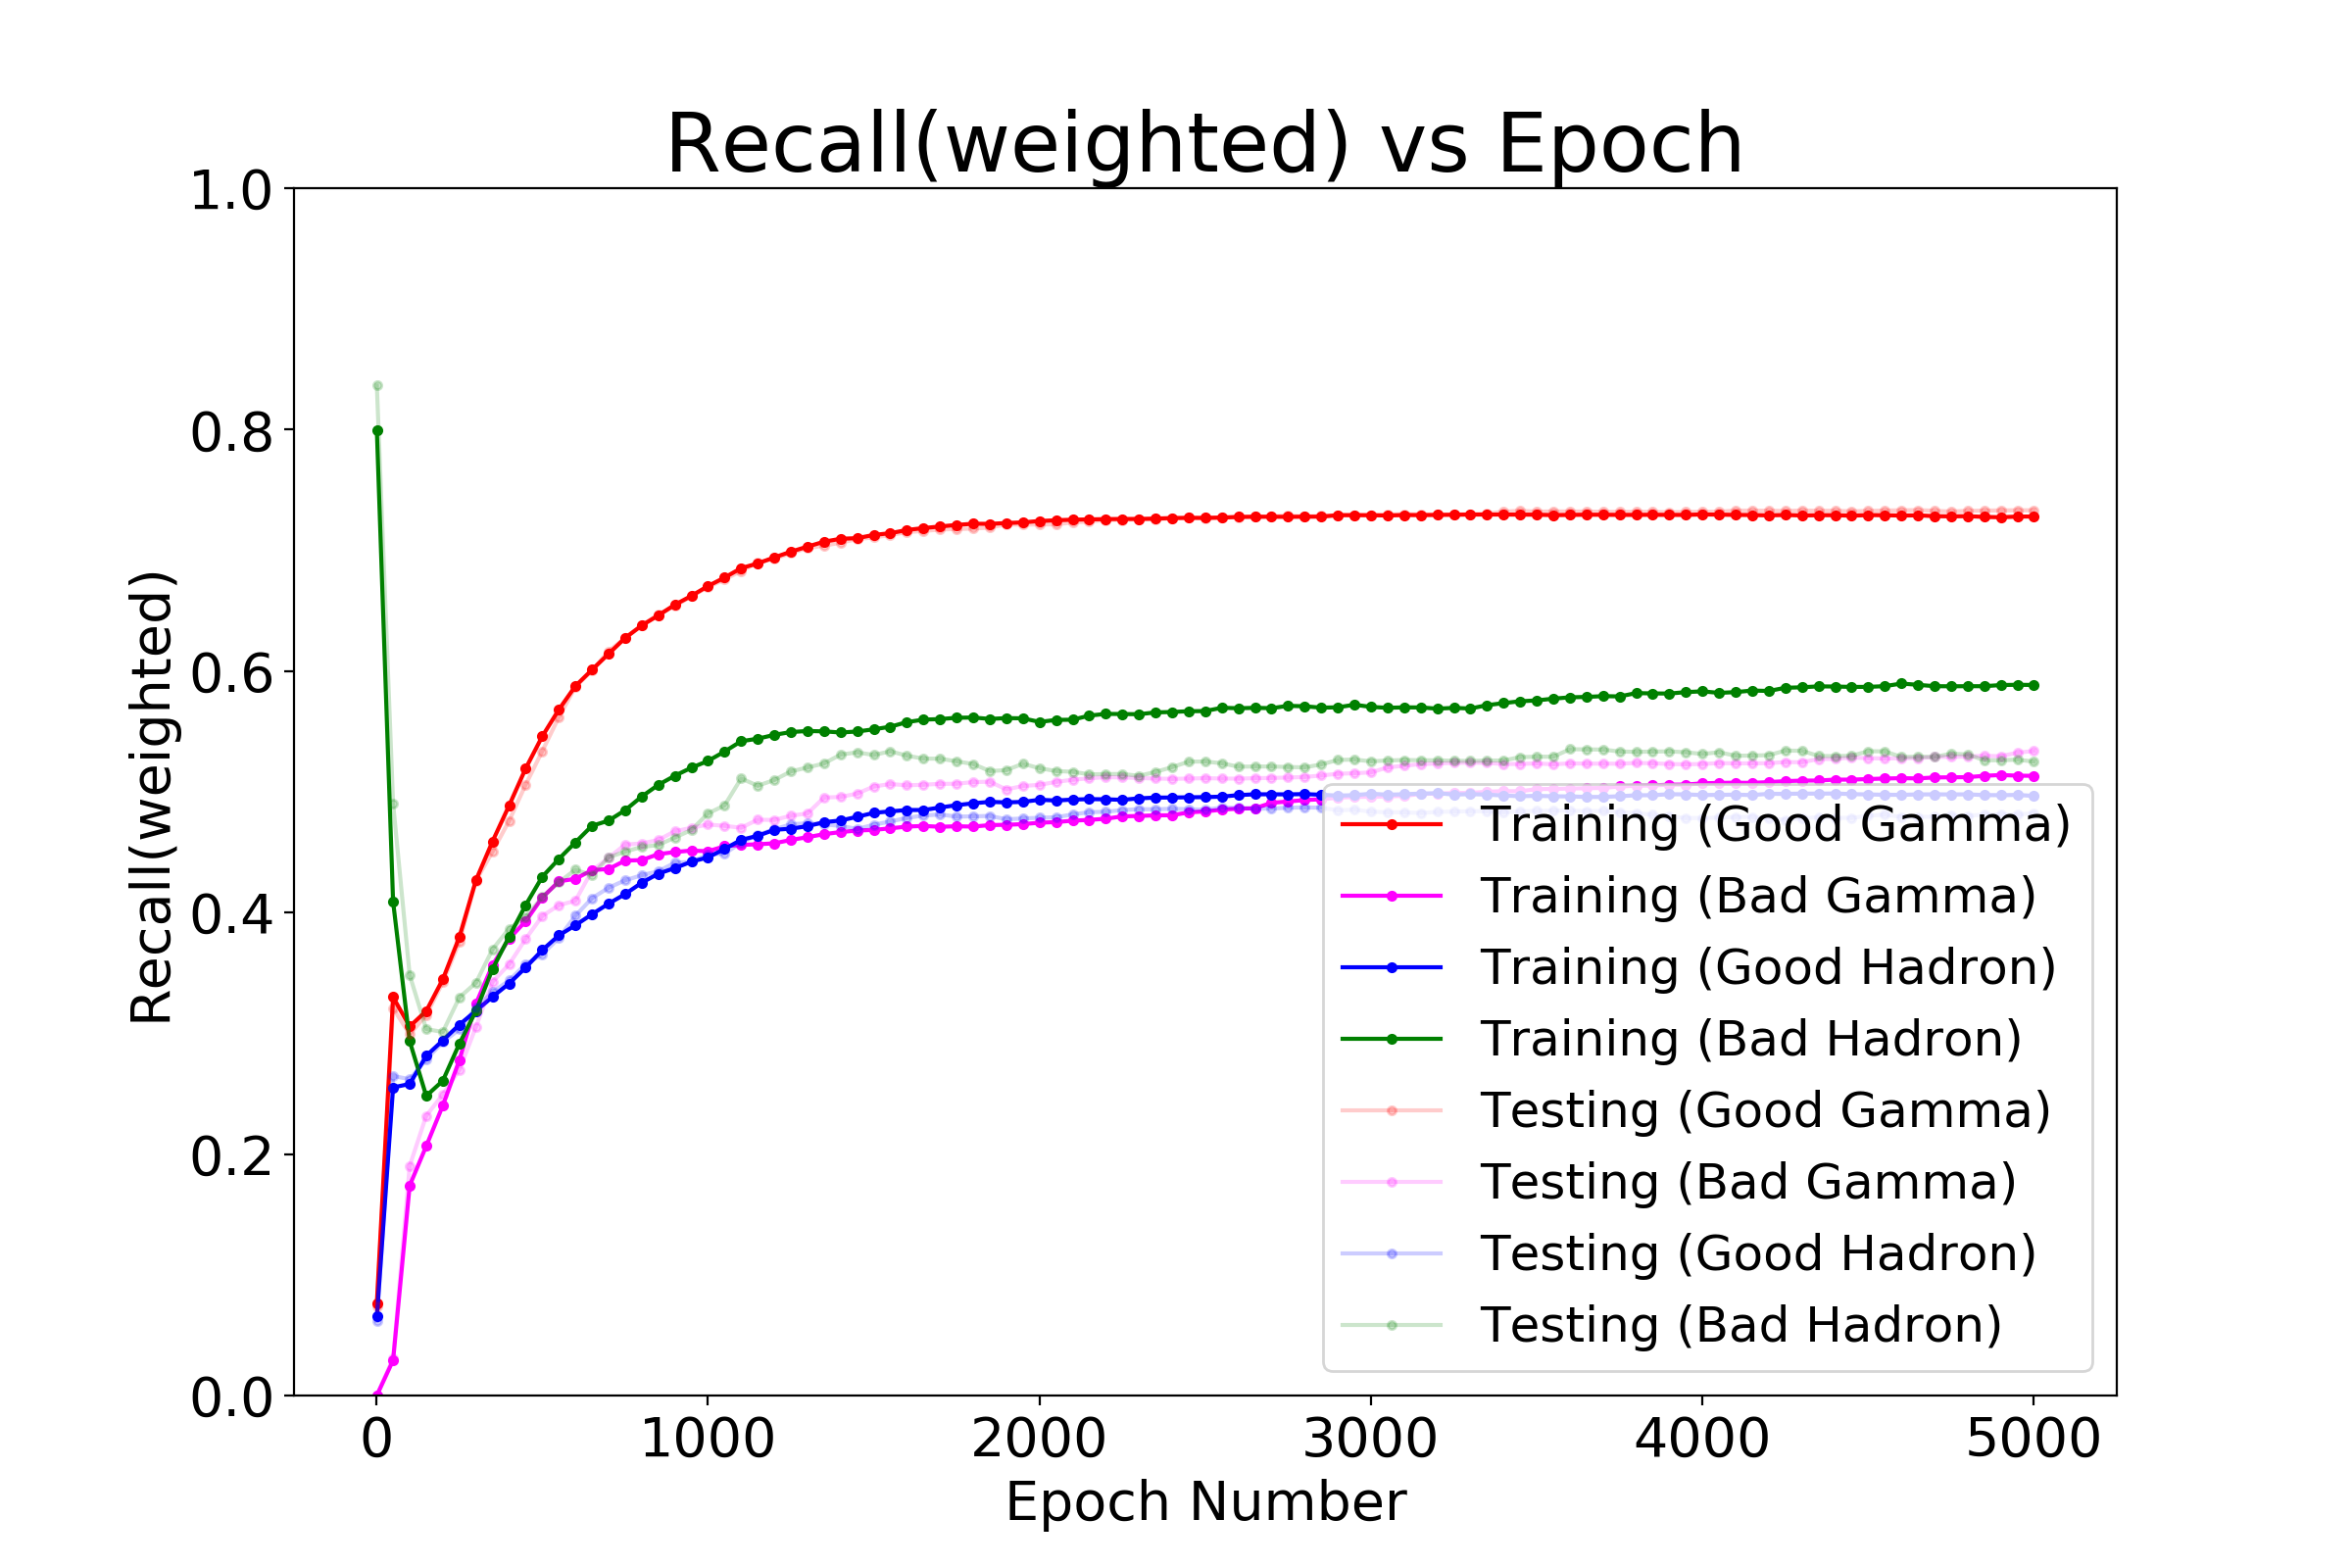 Recall(weighted) vs Epoch
1.0
0.8
0.6
0.4
0.2
0.0
Recall(weighted)
0 1000 2000 3000 4000 5000
Epoch Number
Training (Good Gamma)
Training (Bad Gamma)
Training (Good Hadron)
Training (Bad Hadron)
Testing (Good Gamma)
Testing (Bad Gamma)
Testing (Good Hadron)
Testing (Bad Hadron)